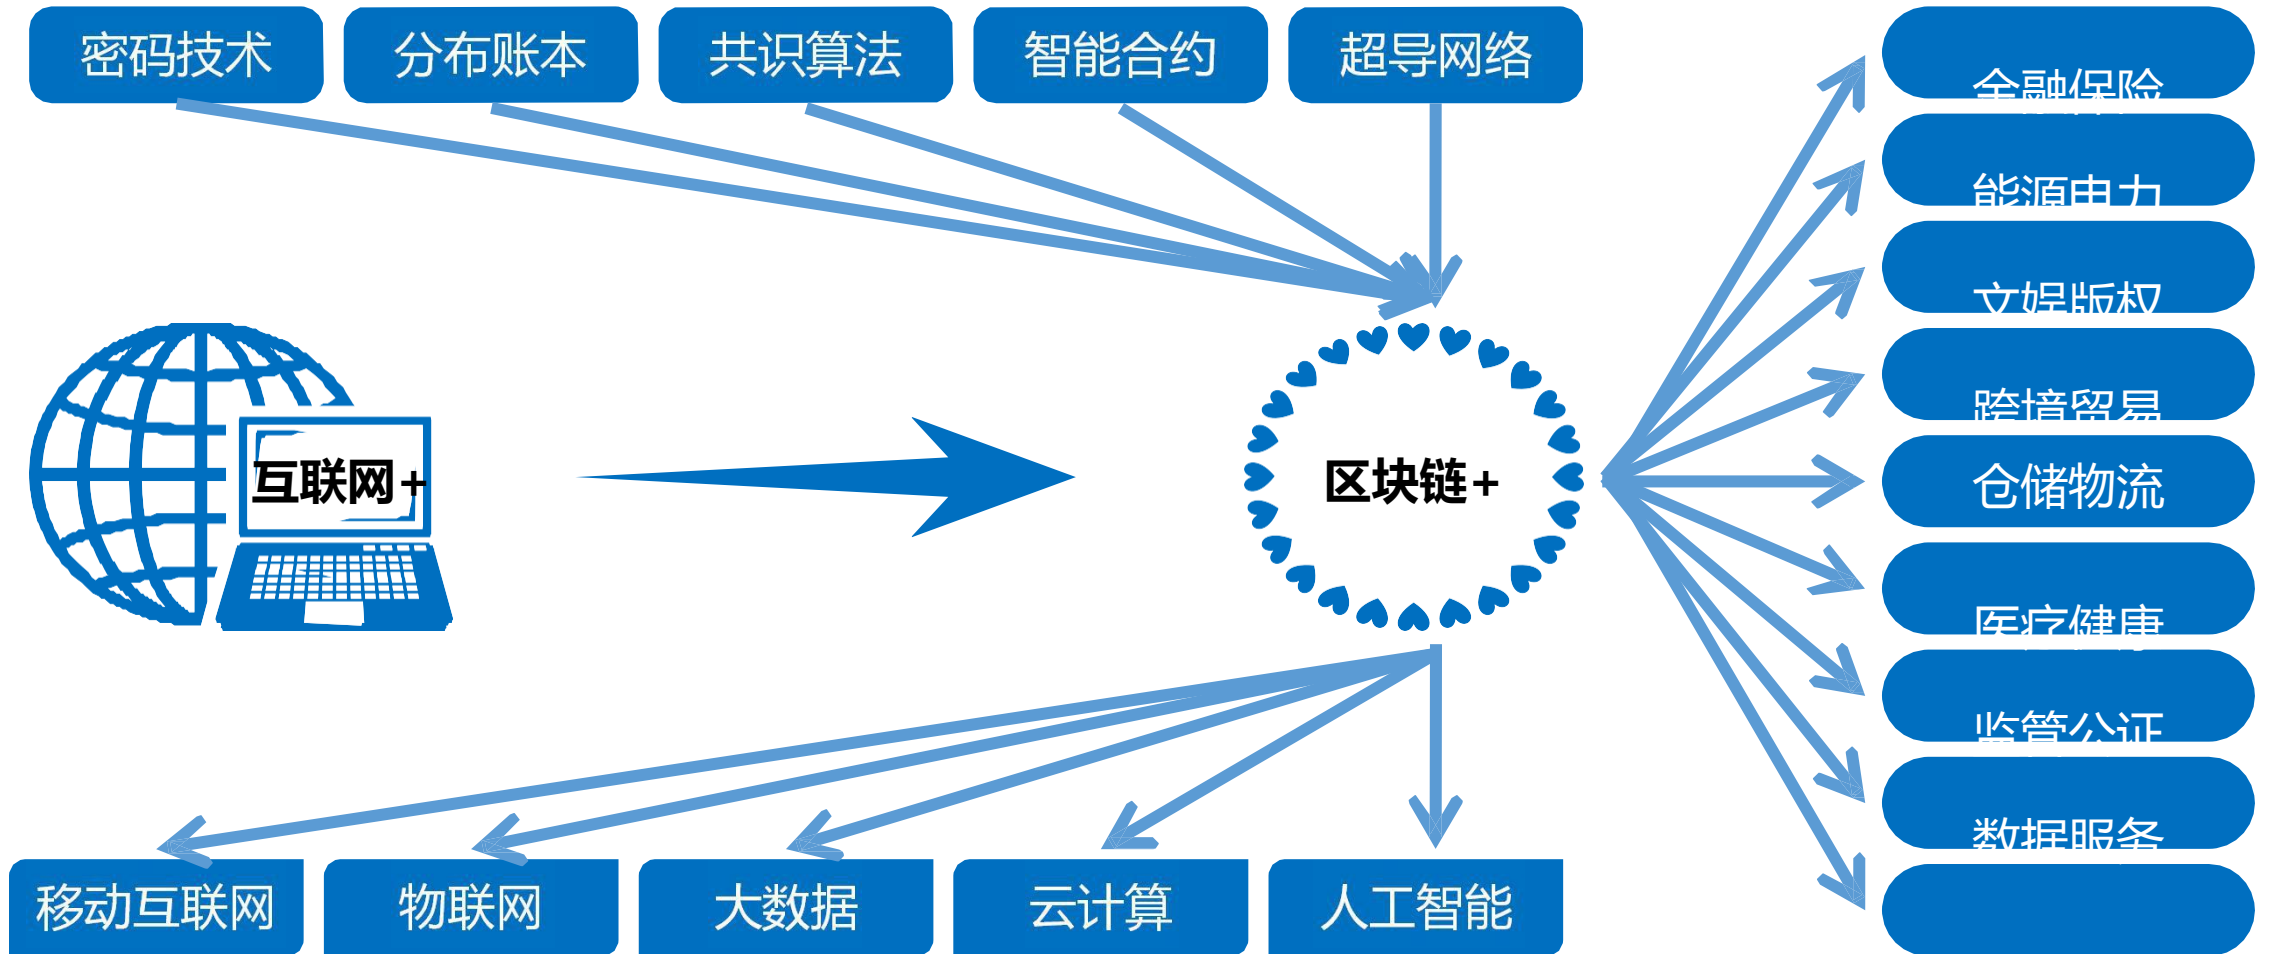 密码技术
分布账本
共识算法
智能合约
超导网络
金融保险
能源电力
文娱版权
跨境贸易
仓储物流
医疗健康
监管公证
数据服务
互联网+
区块链+
移动互联网
物联网
大数据
云计算
人工智能